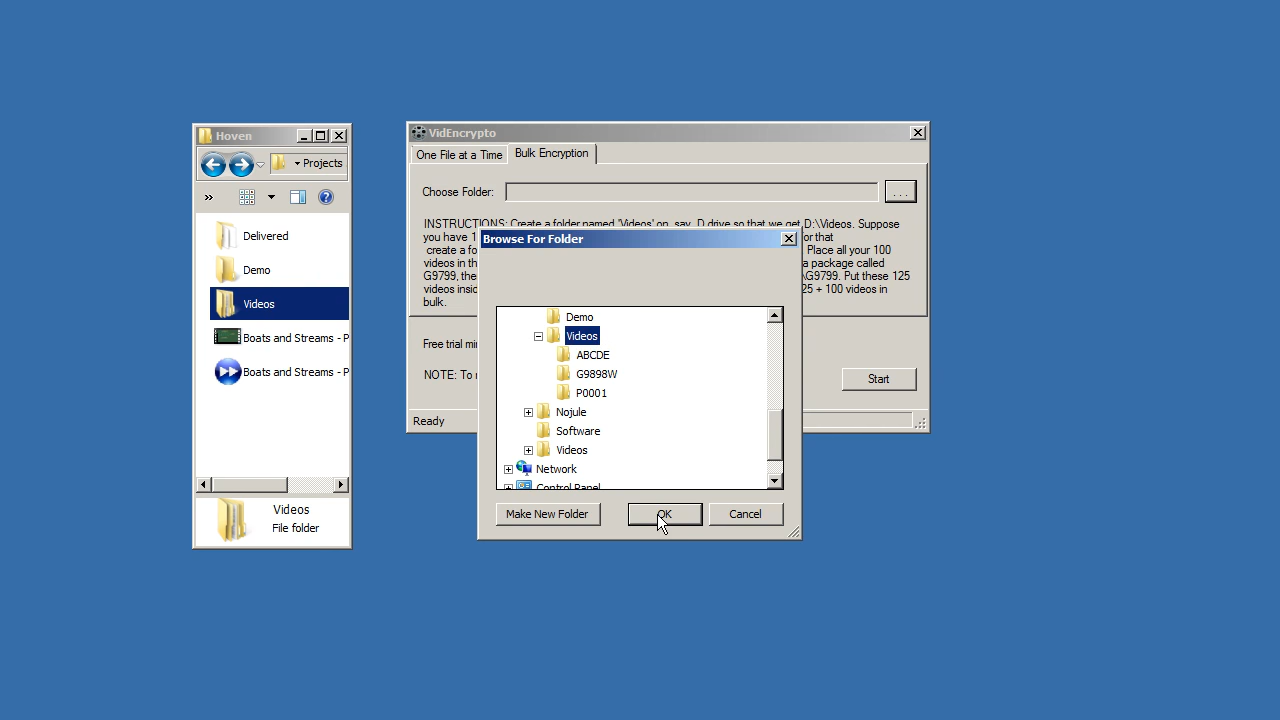 Hoven
Projects
»
Delivered
Demo
Videos
Boats and Streams - P
Boats and Streams - P
Videos
File folder
VidEncrypto
One File at a Time
Bulk Encryption
Choose Folder:
. . .
INSTRUCTIONS: Create a folder named 'Videos' on, say, D drive so that we get D:\Videos. Suppose
you have 1
or that
create a fo
Place all your 100
videos in th
a package called
G9799, the
\G9799. Put these 125
videos insid
25 + 100 videos in
bulk.
Free trial mi
NOTE: To r
Start
Ready
Browse For Folder
Demo
Videos
ABCDE
G9898W
P0001
Nojule
Software
Videos
Network
Control Panel
Make New Folder
OK
Cancel